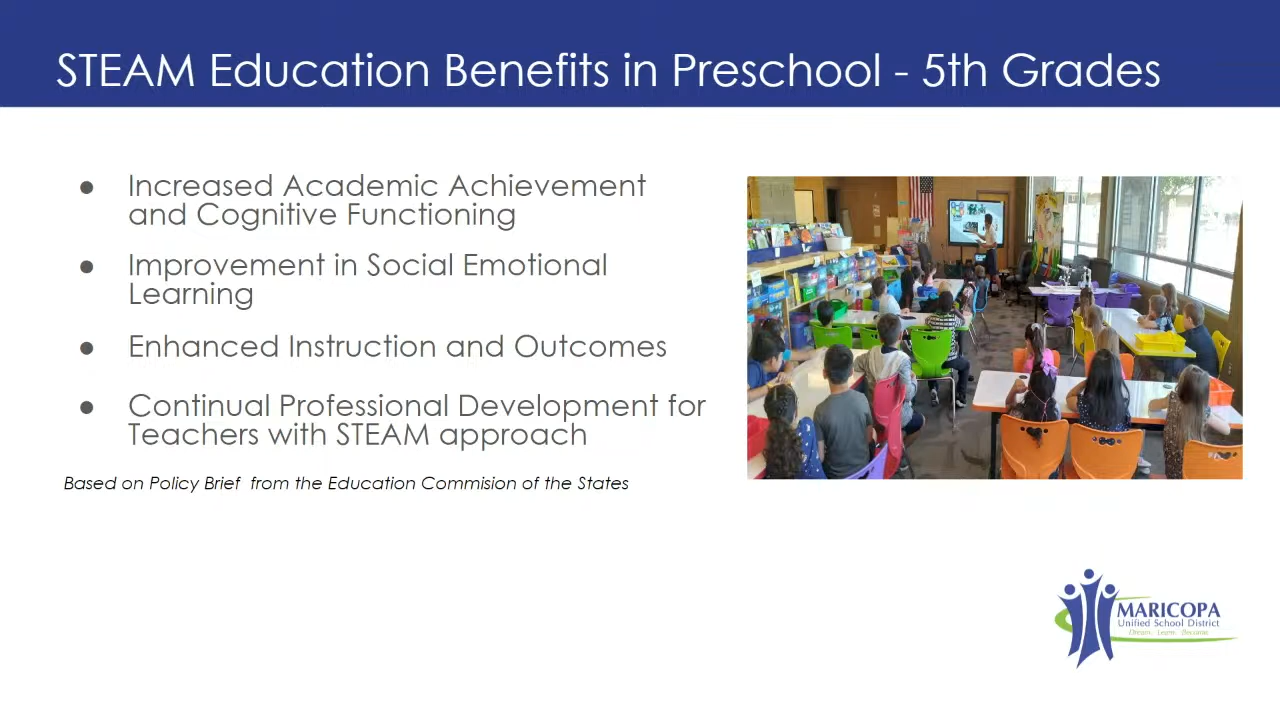 STEAM Education Benefits in Preschool - 5th Grades
● Increased Academic Achievement
and Cognitive Functioning
● Improvement in Social Emotional
Learning
● Enhanced Instruction and Outcomes
● Continual Professional Development for
Teachers with STEAM approach
Based on Policy Brief from the Education Commision of the States
MARICOPA
Unified School District
Dream. Learn. Become.